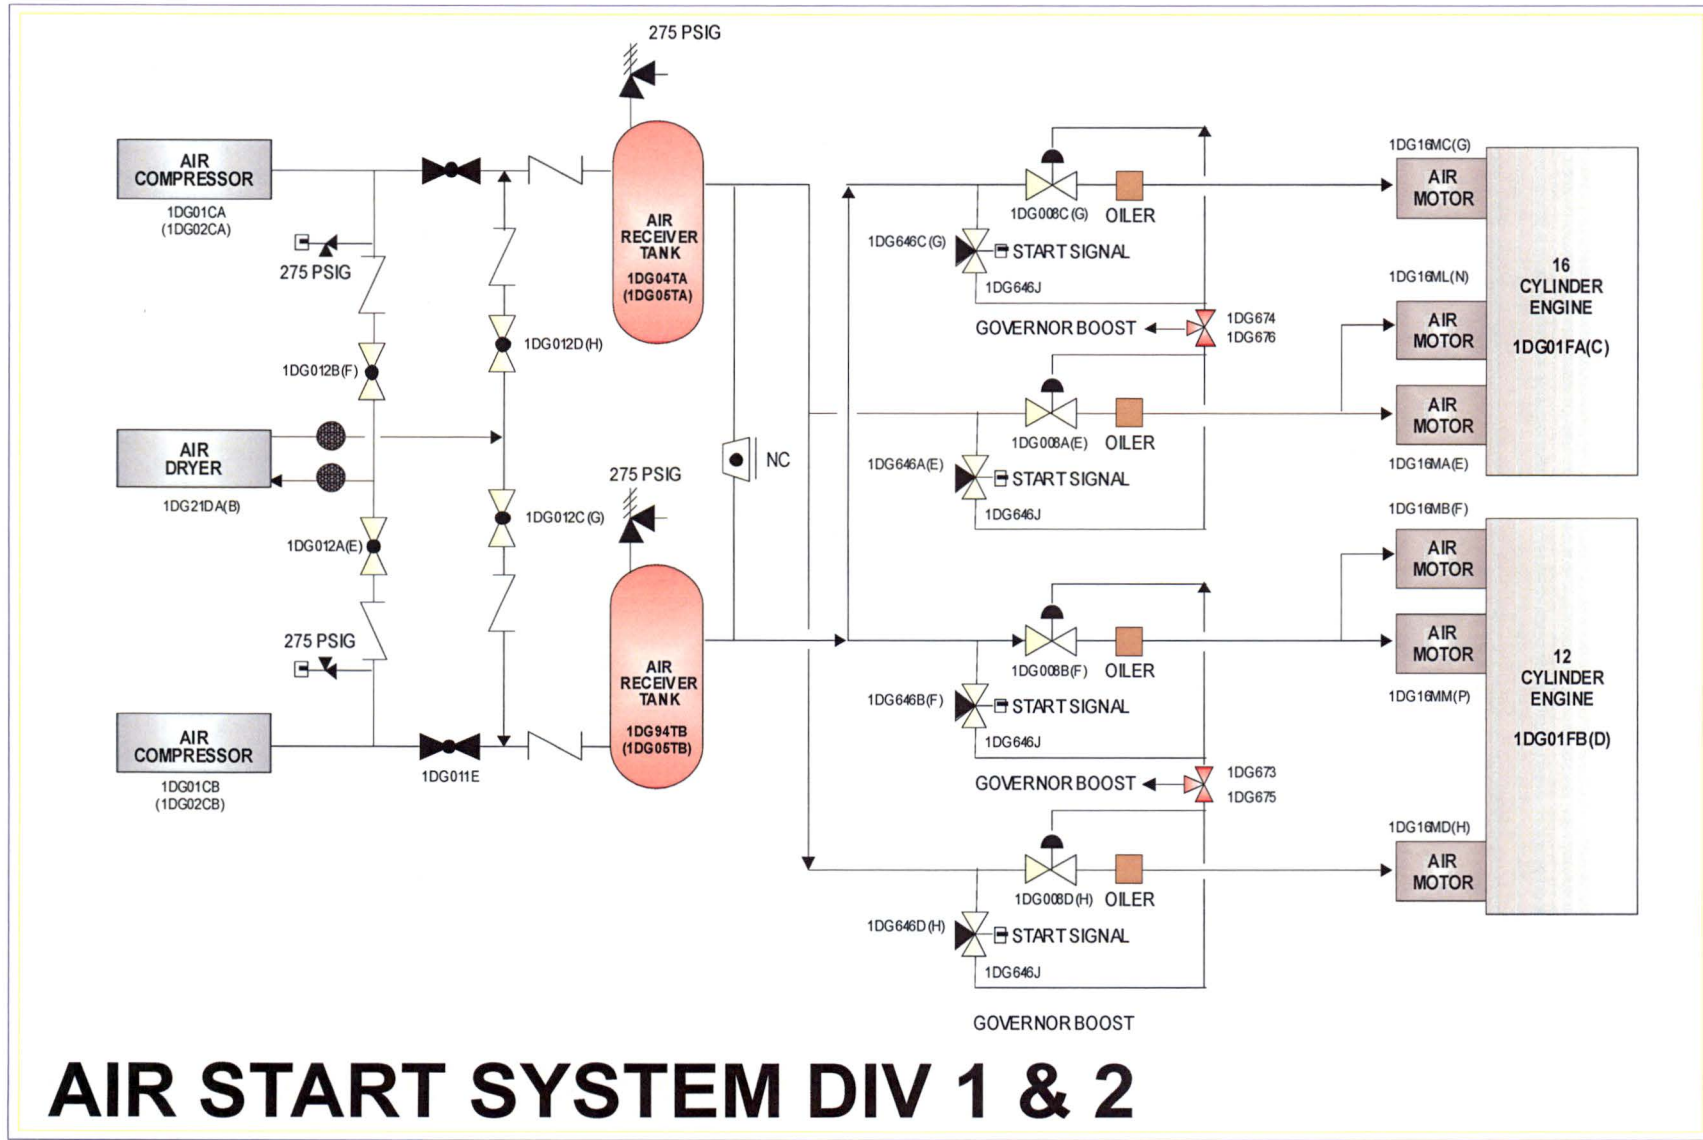 275 PSIG
AIR
COMPRESSOR
1DG01CA
(1DG02CA)
275 PSIG
AIR
RECEIVER
TANK
1DG04TA
(1DG05TA)
1DG012B(F)
1DG012D(H)
AIR
DRYER
1DG21DA(B)
NC
1DG012A(E)
1DG012C(G)
275 PSIG
275 PSIG
AIR
COMPRESSOR
1DG01CB
(1DG02CB)
1DG011E
AIR
RECEIVER
TANK
1DG94TB
(1DG05TB)
1DG008C(G)
OILER
1DG646C(G)
START SIGNAL
1DG646J
GOVERNOR BOOST
1DG674
1DG676
1DG008A(E)
OILER
1DG646A(E)
START SIGNAL
1DG646J
1DG008B(F)
OILER
1DG646B(F)
START SIGNAL
1DG646J
GOVERNOR BOOST
1DG673
1DG675
1DG008D(H)
OILER
1DG646D(H)
START SIGNAL
1DG646J
GOVERNOR BOOST
1DG16MC(G)
AIR
MOTOR
1DG16ML(N)
AIR
MOTOR
AIR
MOTOR
1DG16MA(E)
16
CYLINDER
ENGINE
1DG01FA(C)
1DG16MB(F)
AIR
MOTOR
AIR
MOTOR
1DG16MM(P)
12
CYLINDER
ENGINE
1DG01FB(D)
1DG16MD(H)
AIR
MOTOR
AIR START SYSTEM DIV 1 & 2